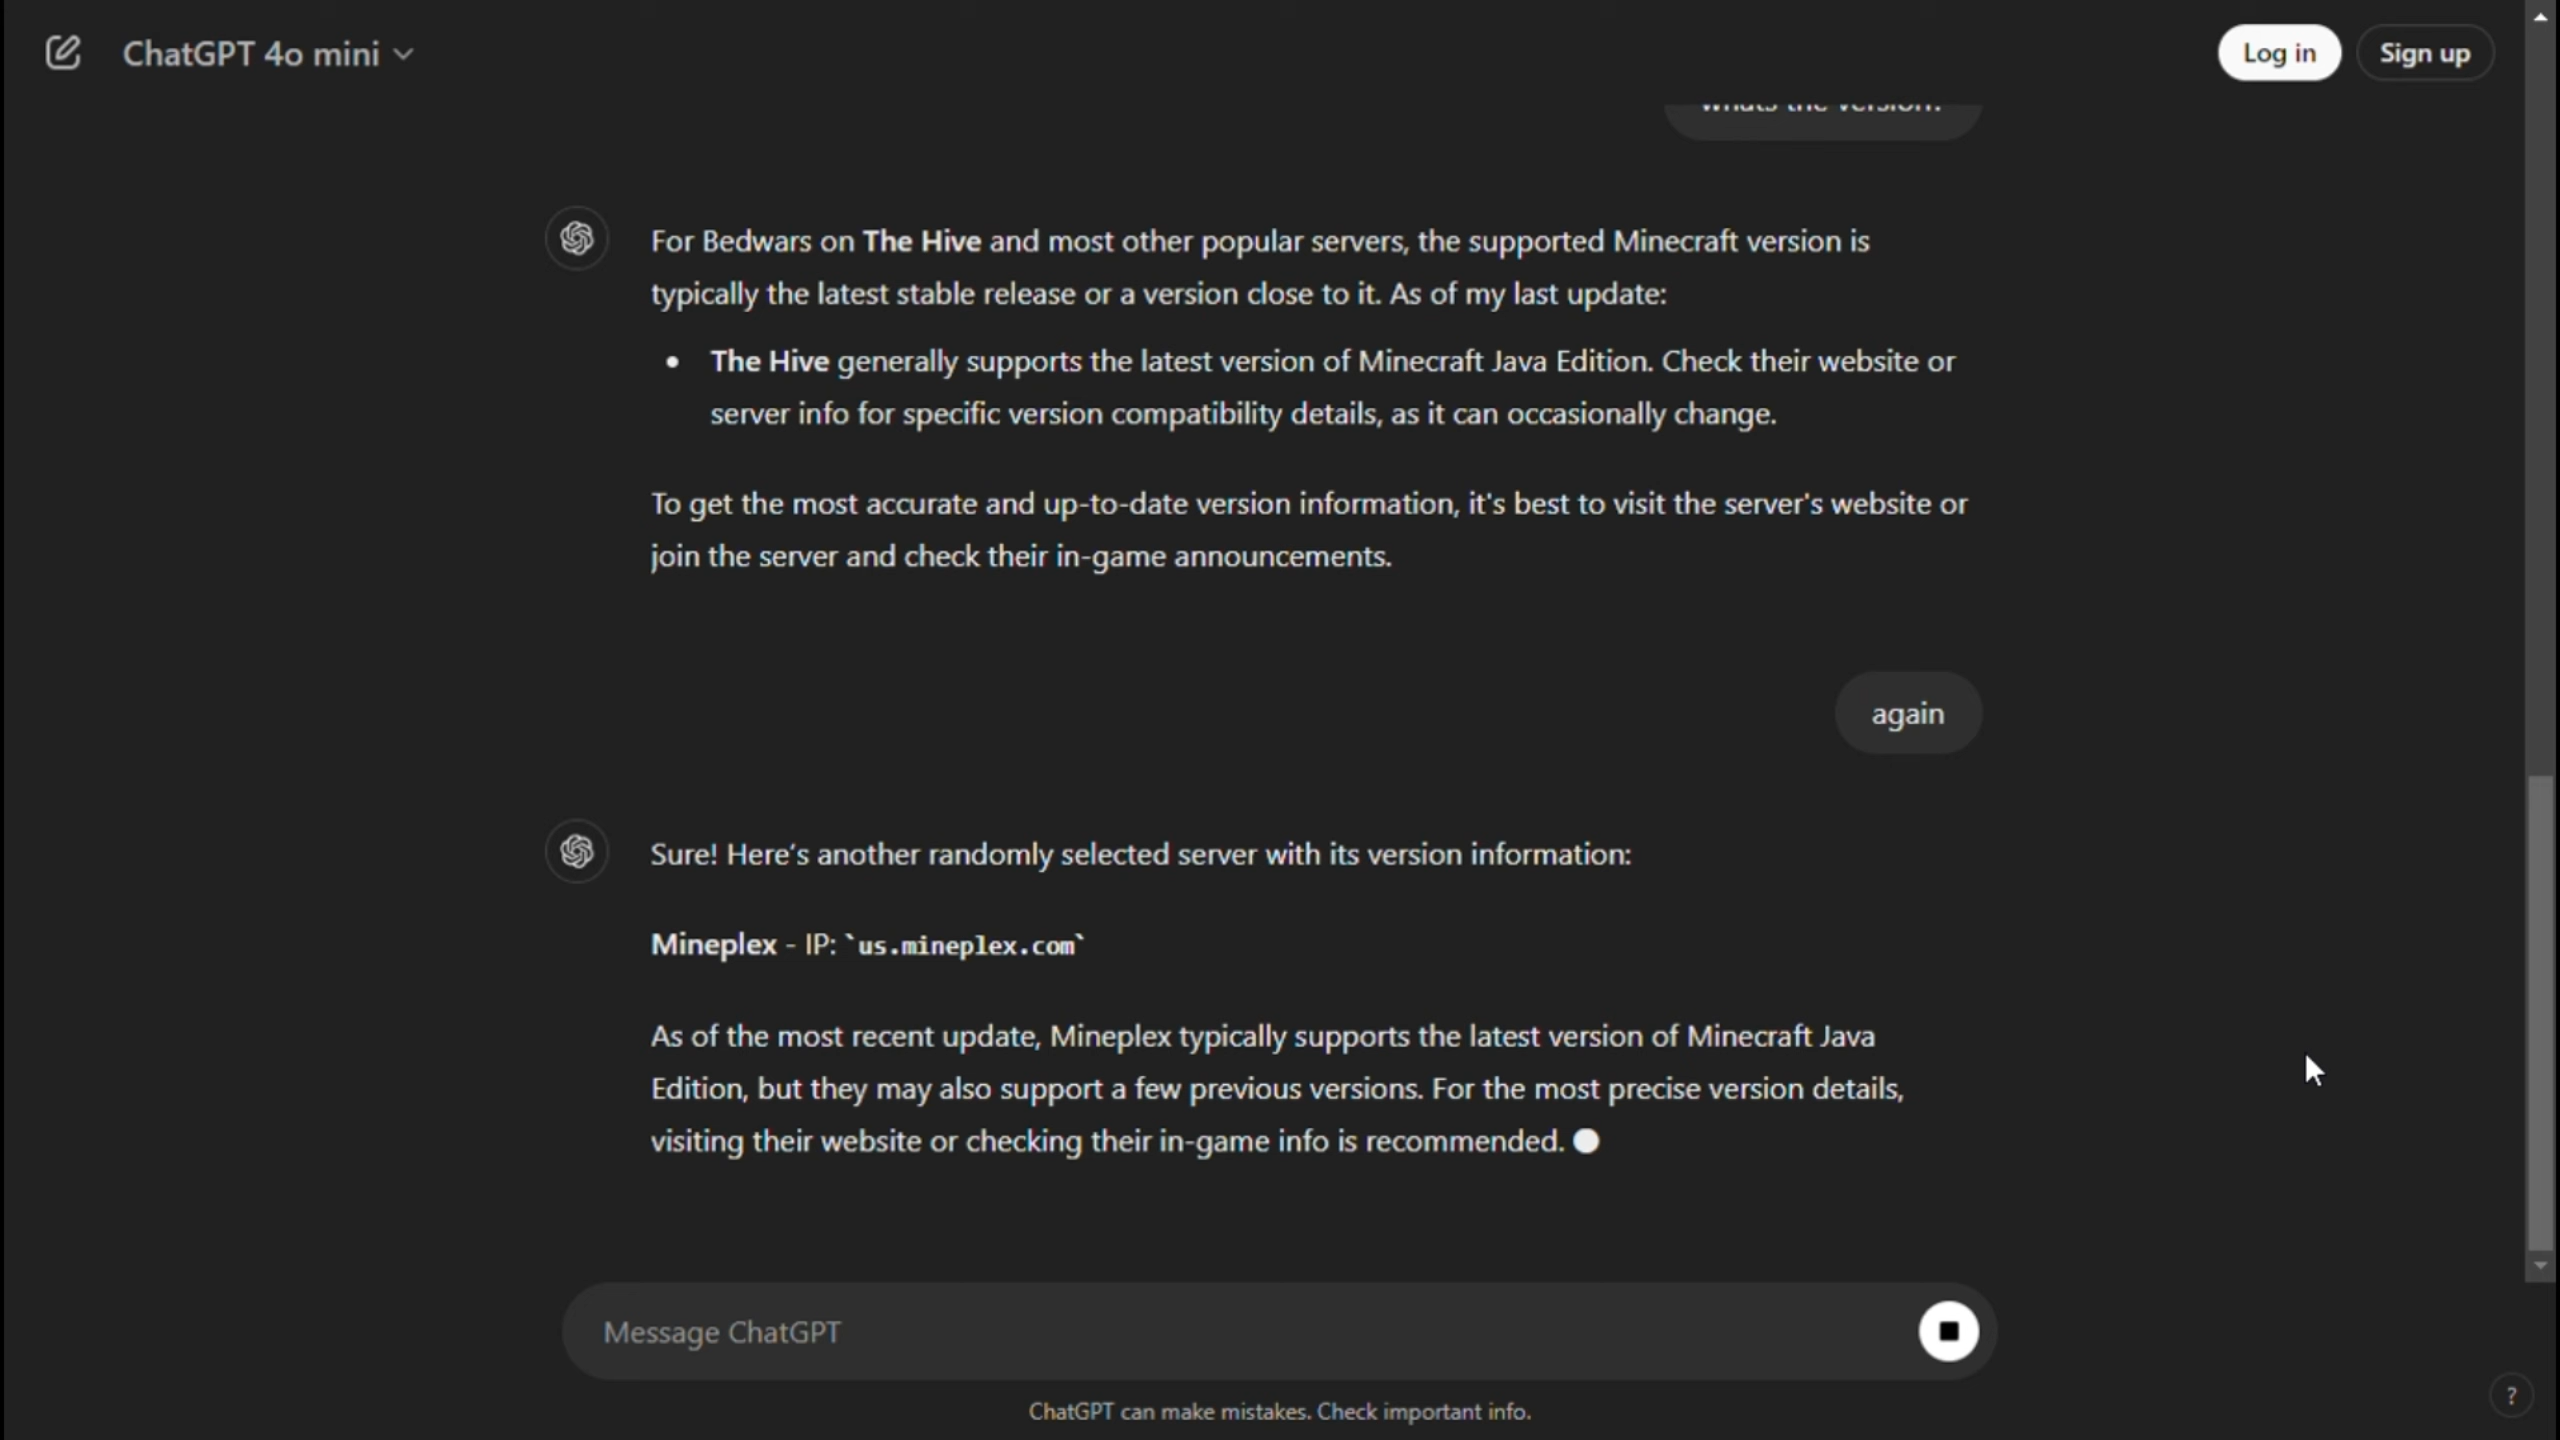 ChatGPT 4o mini
Log in
Sign up
whats the version?
For Bedwars on The Hive and most other popular servers, the supported Minecraft version is
typically the latest stable release or a version close to it. As of my last update:
• The Hive generally supports the latest version of Minecraft Java Edition. Check their website or
server info for specific version compatibility details, as it can occasionally change.
To get the most accurate and up-to-date version information, it's best to visit the server's website or
join the server and check their in-game announcements.
again
Sure! Here's another randomly selected server with its version information:
Mineplex - IP: `us.mineplex.com`
As of the most recent update, Mineplex typically supports the latest version of Minecraft Java
Edition, but they may also support a few previous versions. For the most precise version details,
visiting their website or checking their in-game info is recommended.
Message ChatGPT
ChatGPT can make mistakes. Check important info.
?